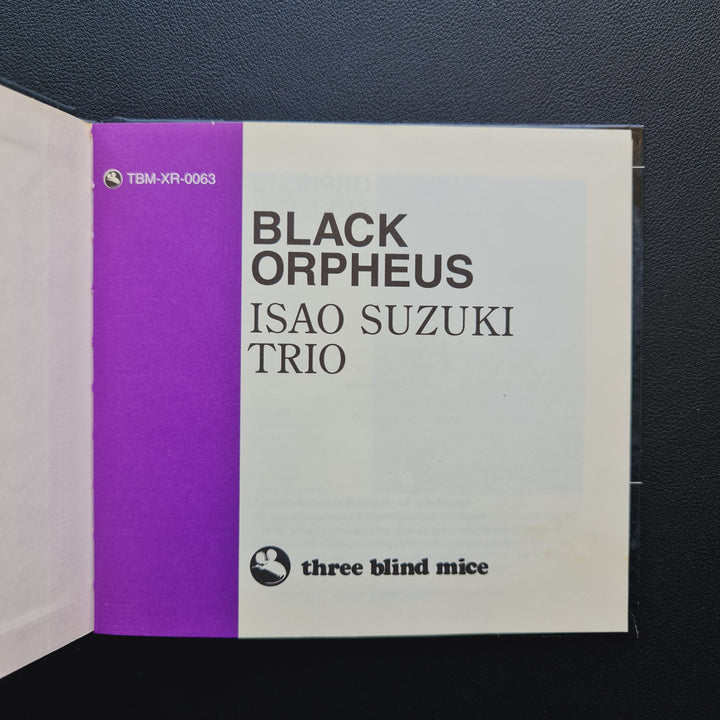 TBM-XR-0063
BLACK
ORPHEUS
ISAO SUZUKI
TRIO
three blind mice